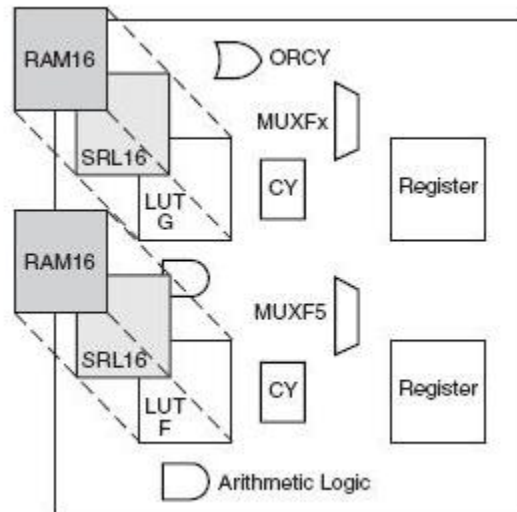 RAM16
ORCY
SRL16
MUXFx
LUT
G
CY
Register
RAM16
SRL16
MUXF5
LUT
F
CY
Register
Arithmetic Logic